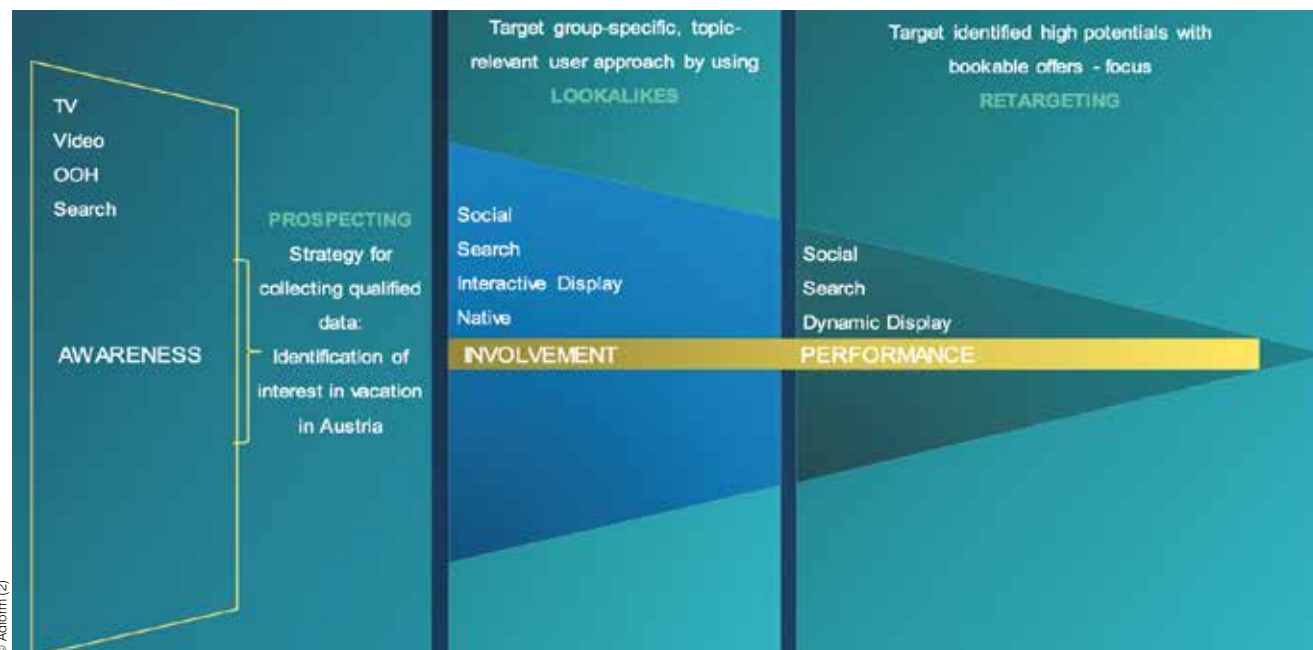 TV
Video
OOH
Search
AWARENESS
PROSPECTING
Strategy for
collecting qualified
data:
Identification of
interest in vacation
in Austria
Target group-specific, topic-
relevant user approach by using
LOOKALIKES
Social
Search
Interactive Display
Native
INVOLVEMENT
Target identified high potentials with
bookable offers - focus
RETARGETING
Social
Search
Dynamic Display
PERFORMANCE
© Adform (2)